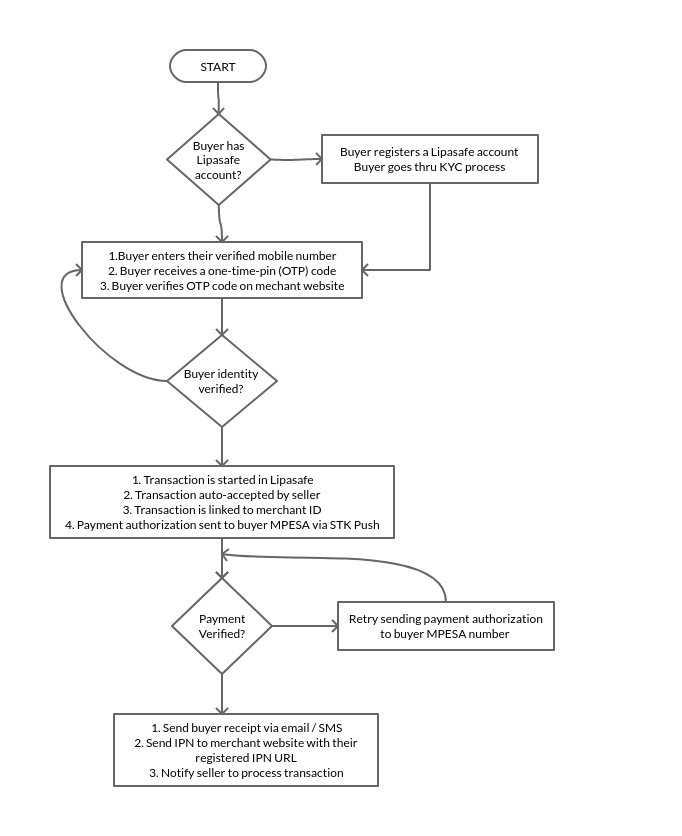 START
Buyer has
Lipasafe
account?
Buyer registers a Lipasafe account
Buyer goes thru KYC process
1.Buyer enters their verified mobile number
2. Buyer receives a one-time-pin (OTP) code
3. Buyer verifies OTP code on mechant website
Buyer identity
verified?
1. Transaction is started in Lipasafe
2. Transaction auto-accepted by seller
3. Transaction is linked to merchant ID
4. Payment authorization sent to buyer MPESA via STK Push
Payment
Verified?
Retry sending payment authorization
to buyer MPESA number
1. Send buyer receipt via email / SMS
2. Send IPN to merchant website with their
registered IPN URL
3. Notify seller to process transaction